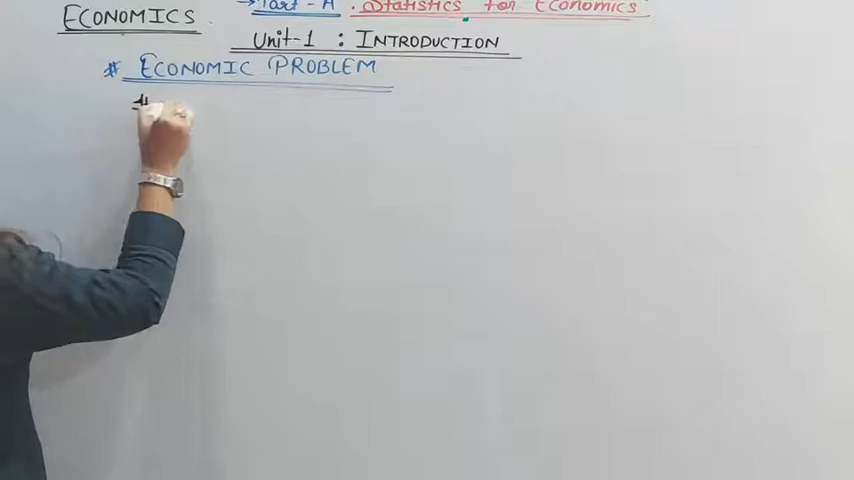 →Part-A : Statistics for Economics
ECONOMICS
Unit-1 : INTRODUCTION
# ECONOMIC PROBLEM